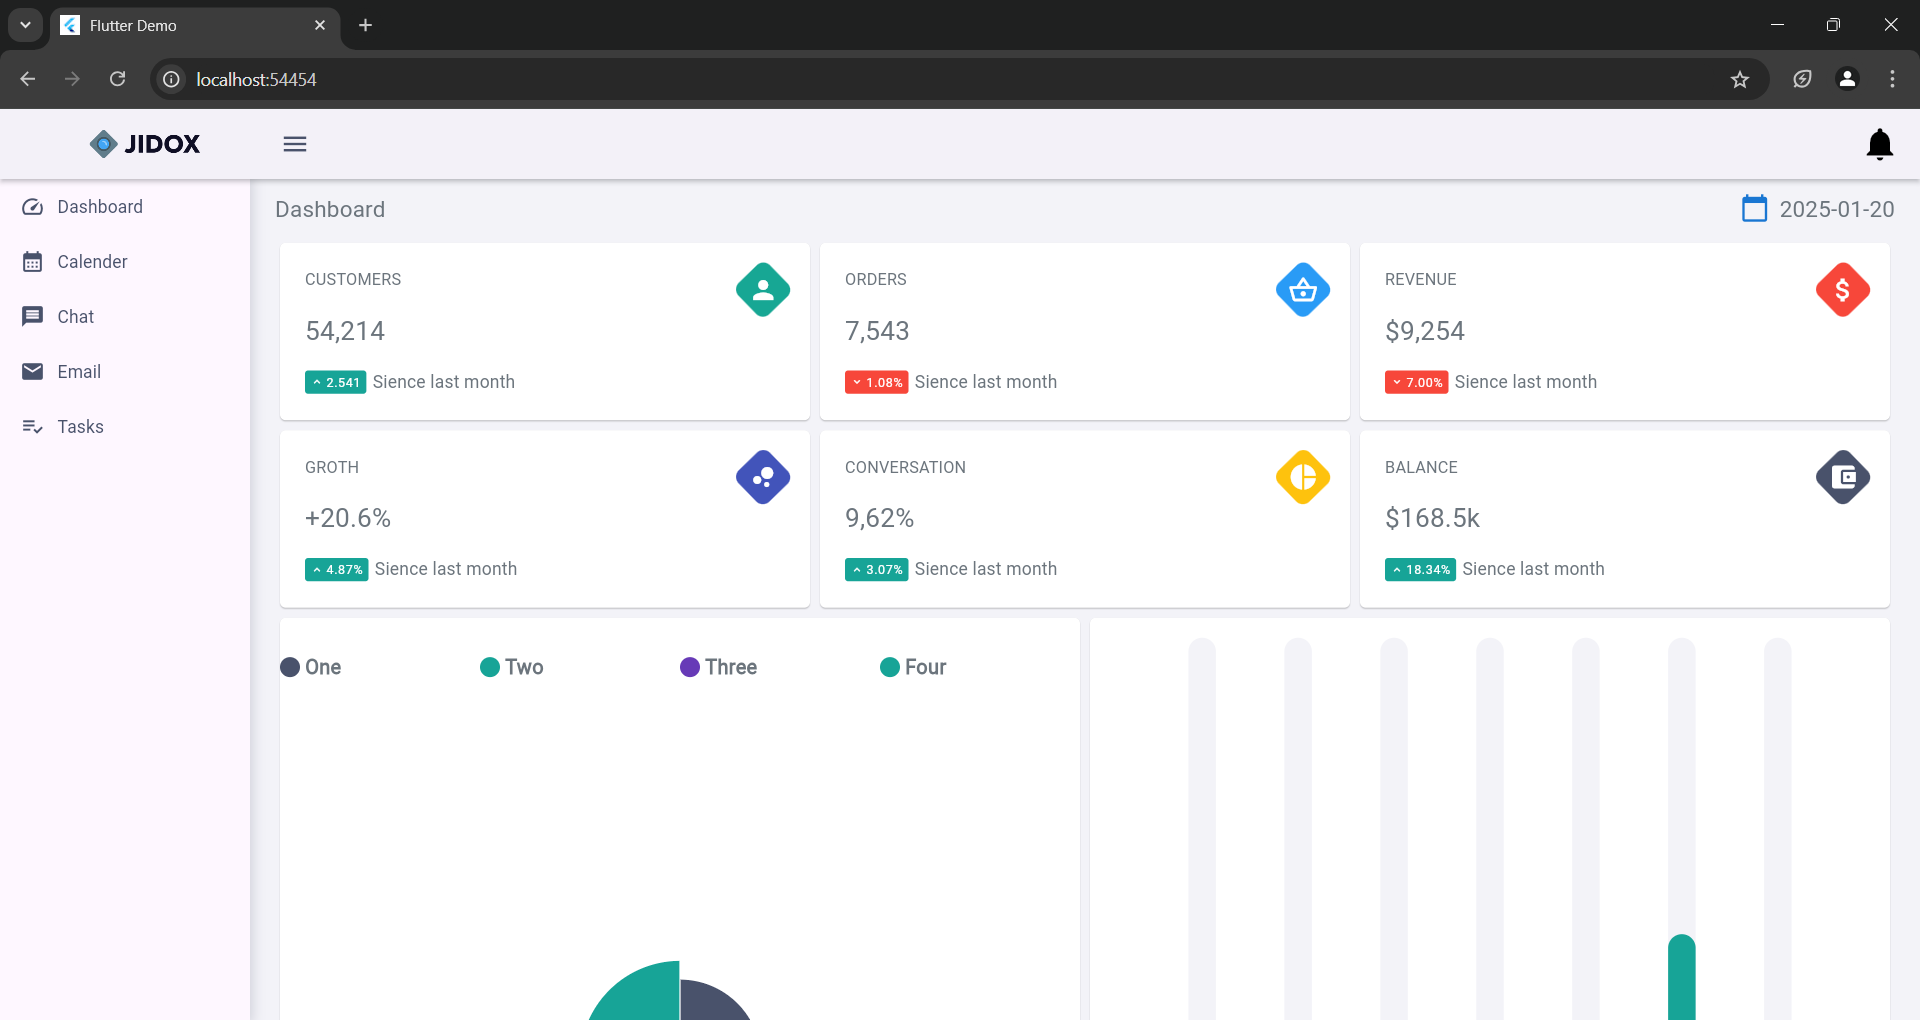 Flutter Demo
localhost:54454
JIDOX
Dashboard
Calender
Chat
Email
Tasks
Dashboard
2025-01-20
CUSTOMERS
54,214
2.541 Sience last month
ORDERS
7,543
1.08% Sience last month
REVENUE
$9,254
7.00% Sience last month
GROTH
+20.6%
4.87% Sience last month
CONVERSATION
9,62%
3.07% Sience last month
BALANCE
$168.5k
18.34% Sience last month
One
Two
Three
Four